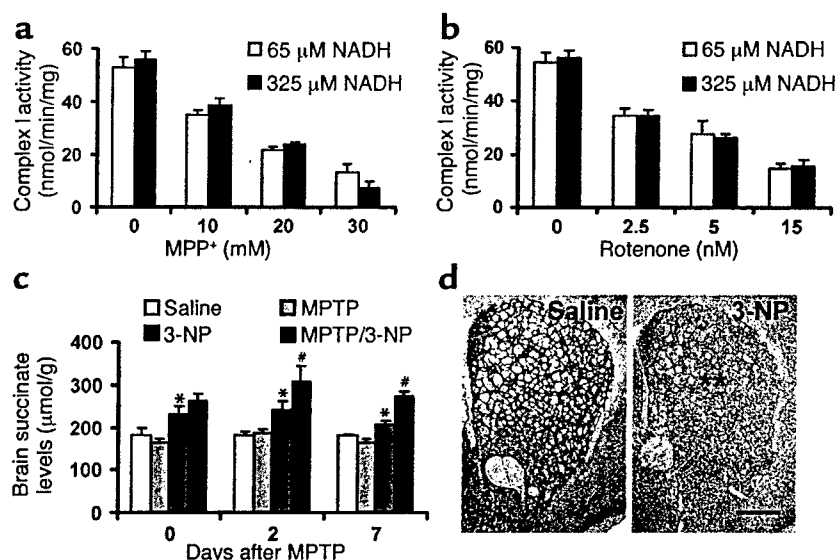 a
60
40
20
0
Complex I activity
(nmol/min/mg)
65 μM NADH
325 μM NADH
0 10 20 30
MPP+ (mM)
b
60
40
20
0
Complex I activity
(nmol/min/mg)
65 μM NADH
325 μM NADH
0 2.5 5 15
Rotenone (nM)
c
Saline MPTP
3-NP MPTP/3-NP
400
300
200
100
0
Brain succinate
levels (μmol/g)
* * # * #
0 2 7
Days after MPTP
d
Saline
3-NP
**